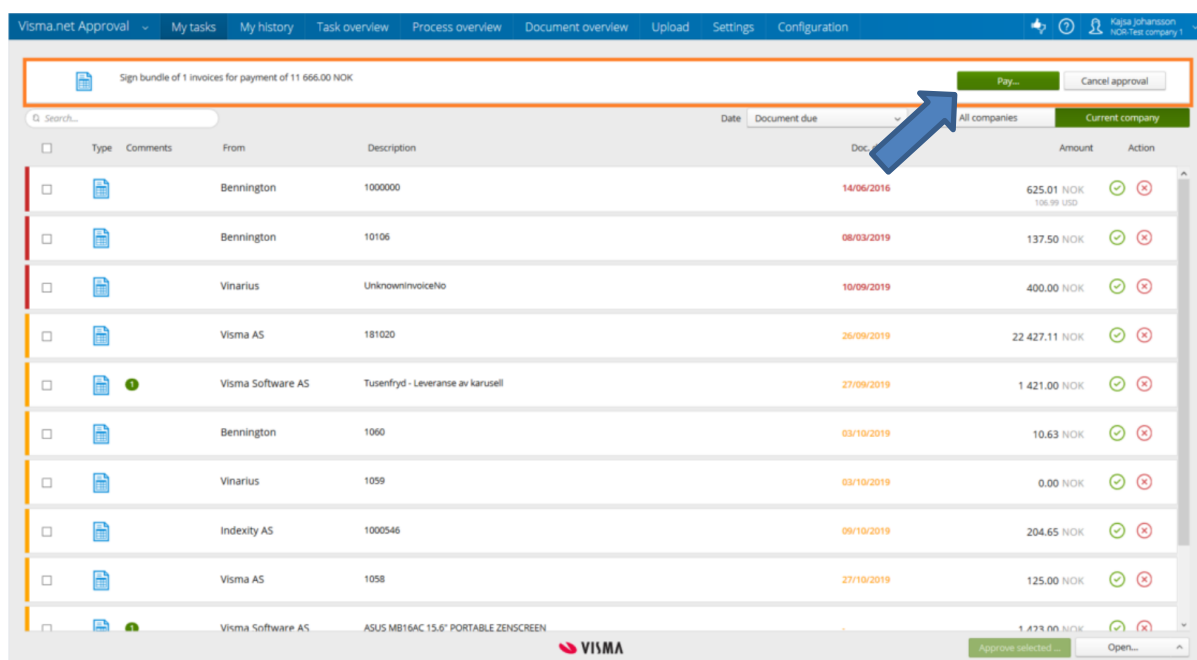 Visma.net Approval My tasks My history Task overview Process overview Document overview Upload Settings Configuration Kajsa Johansson
NOR-Test company 1
Sign bundle of 1 invoices for payment of 11 666.00 NOK Pay... Cancel approval
Search... Date Document due All companies Current company
Type Comments From Description Doc. Amount Action
Bennington 1000000 14/06/2016 625.01 NOK
106.99 USD
Bennington 10106 08/03/2019 137.50 NOK
Vinarius UnknownInvoiceNo 10/09/2019 400.00 NOK
Visma AS 181020 26/09/2019 22 427.11 NOK
1 Visma Software AS Tusenfryd - Leveranse av karusell 27/09/2019 1 421.00 NOK
Bennington 1060 03/10/2019 10.63 NOK
Vinarius 1059 03/10/2019 0.00 NOK
Indexity AS 1000546 09/10/2019 204.65 NOK
Visma AS 1058 27/10/2019 125.00 NOK
1 Visma Software AS ASUS MB16AC 15.6" PORTABLE ZENSCREEN - 1 423.00 NOK
VISMA Approve selected ... Open...